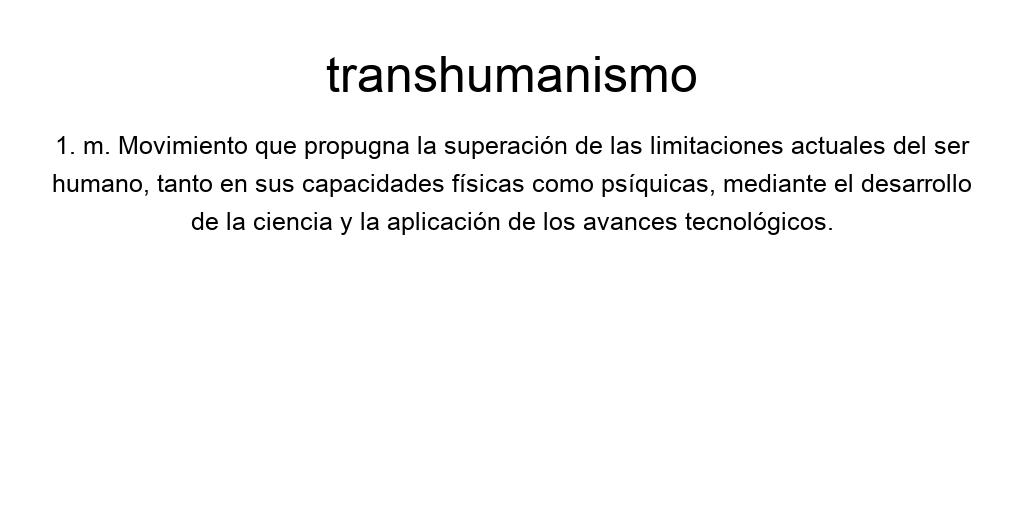 transhumanismo
1. m. Movimiento que propugna la superación de las limitaciones actuales del ser
humano, tanto en sus capacidades físicas como psíquicas, mediante el desarrollo
de la ciencia y la aplicación de los avances tecnológicos.